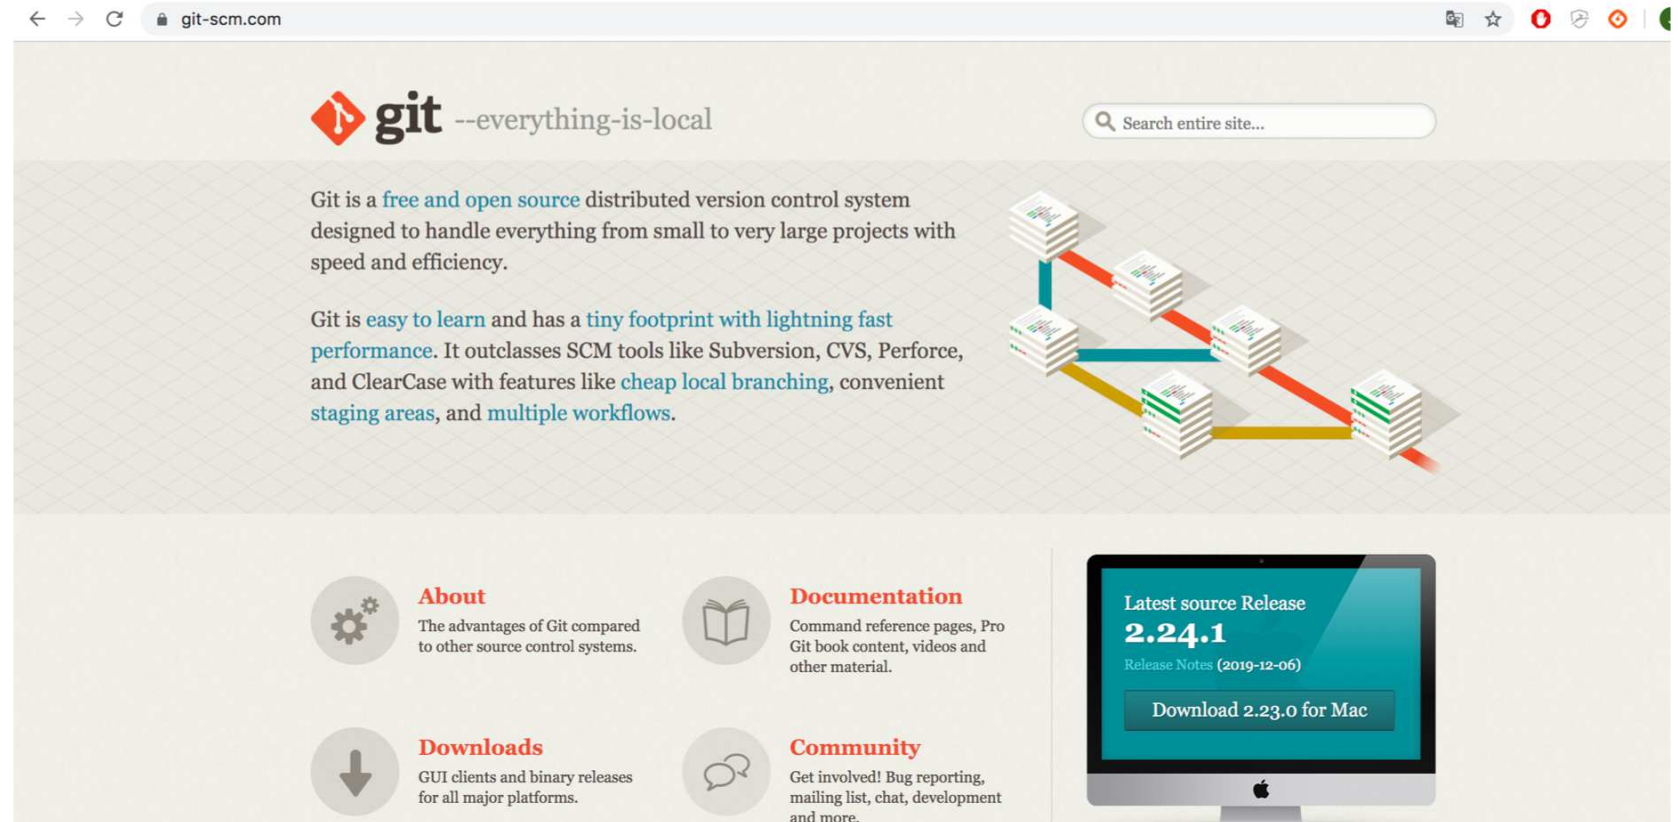 git-scm.com
git --everything-is-local
Search entire site...
Git is a free and open source distributed version control system
designed to handle everything from small to very large projects with
speed and efficiency.
Git is easy to learn and has a tiny footprint with lightning fast
performance. It outclasses SCM tools like Subversion, CVS, Perforce,
and ClearCase with features like cheap local branching, convenient
staging areas, and multiple workflows.
About
The advantages of Git compared
to other source control systems.
Documentation
Command reference pages, Pro
Git book content, videos and
other material.
Downloads
GUI clients and binary releases
for all major platforms.
Community
Get involved! Bug reporting,
mailing list, chat, development
and more.
Latest source Release
2.24.1
Release Notes (2019-12-06)
Download 2.23.0 for Mac